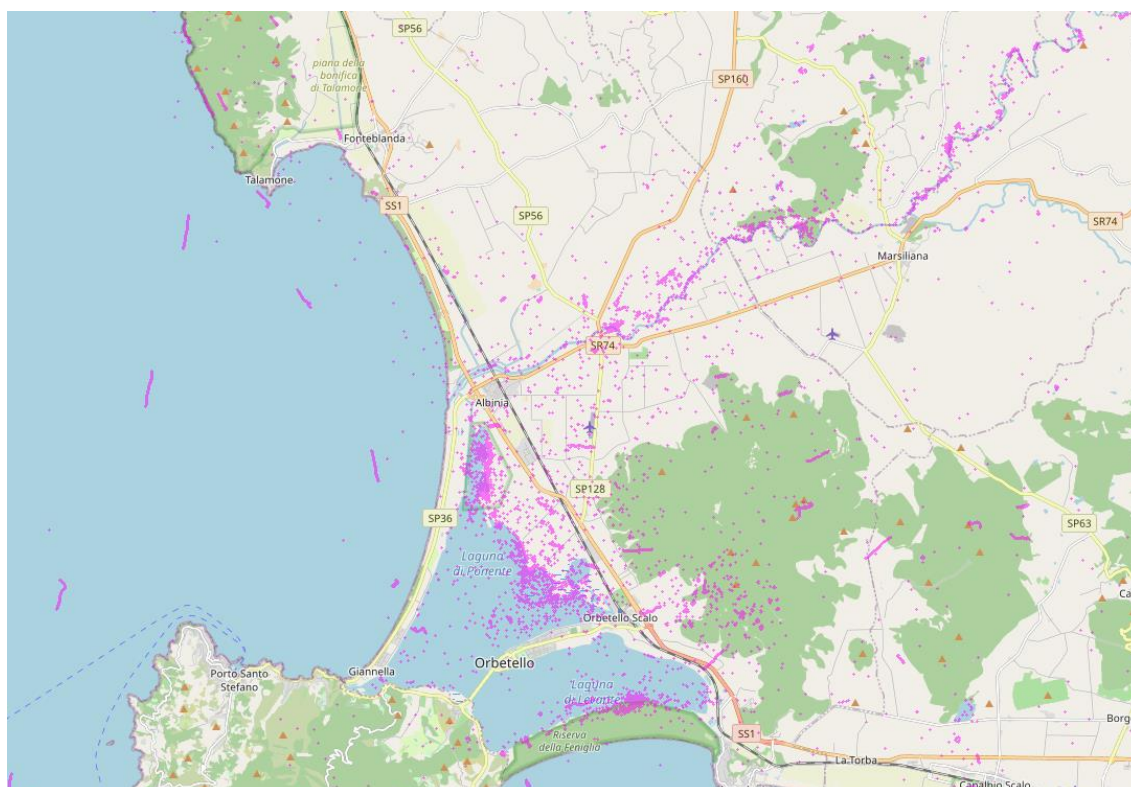 SP56
piana della
bonifica
di Talamone
SP160
Fonteblanda
Talamone
SS1
SP56
SR74
Marsiliana
SR74
Albinia
SP128
SP36
SP63
Laguna
di Ponente
Orbetello Scalo
Orbetello
Giannella
Porto Santo
Stefano
Laguna
di Levante
Riserva
della Feniglia
SS1
Borg
La Torba
Capalbio Scalo
Ca